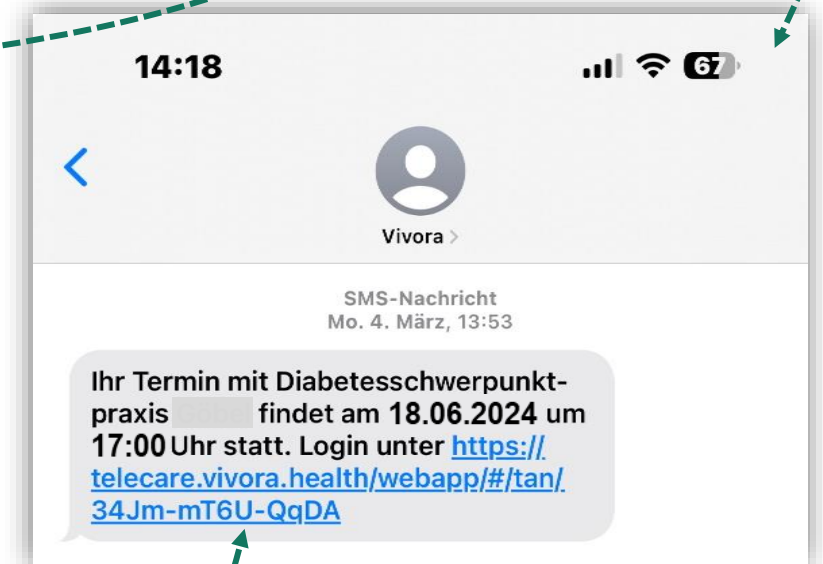 14:18
67
Vivora >
SMS-Nachricht
Mo. 4. März, 13:53
Ihr Termin mit Diabetesschwerpunkt-
praxis findet am 18.06.2024 um
17:00 Uhr statt. Login unter https://
telecare.vivora.health/webapp/#/tan/
34Jm-mT6U-QqDA